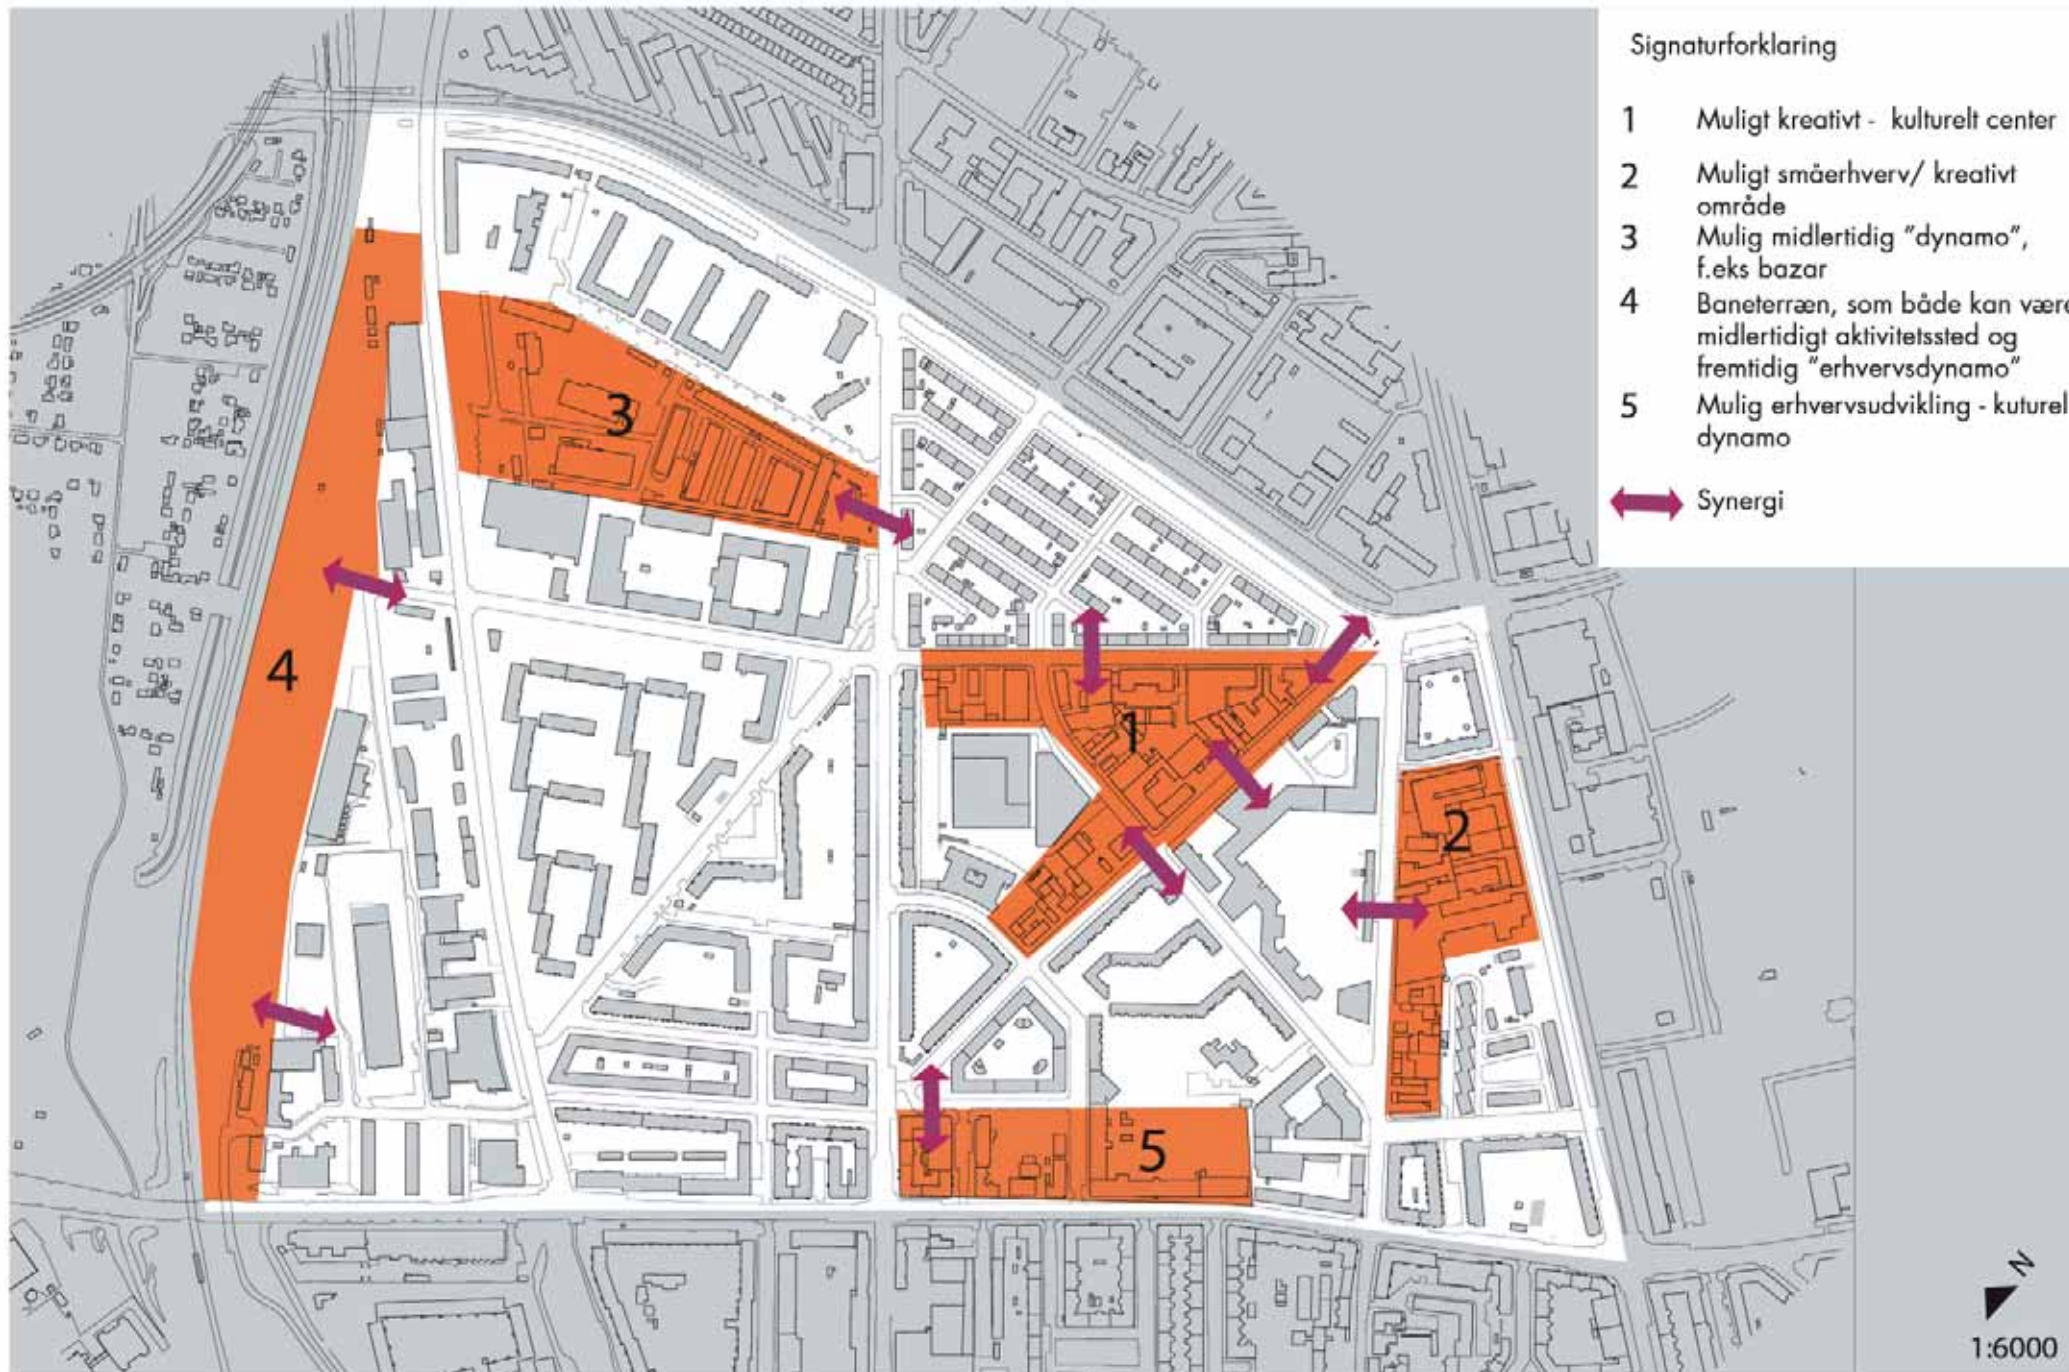 Signaturforklaring
1 Muligt kreativt - kulturelt center
2 Muligt småerhverv/ kreativt
område
3 Mulig midlertidig "dynamo",
f.eks bazar
4 Baneterræn, som både kan være
midlertidigt aktivitetssted og
fremtidig "erhvervsdynamo"
5 Mulig erhvervsudvikling - kuturel
dynamo
Synergi
3
4
1
2
5
N
1:6000